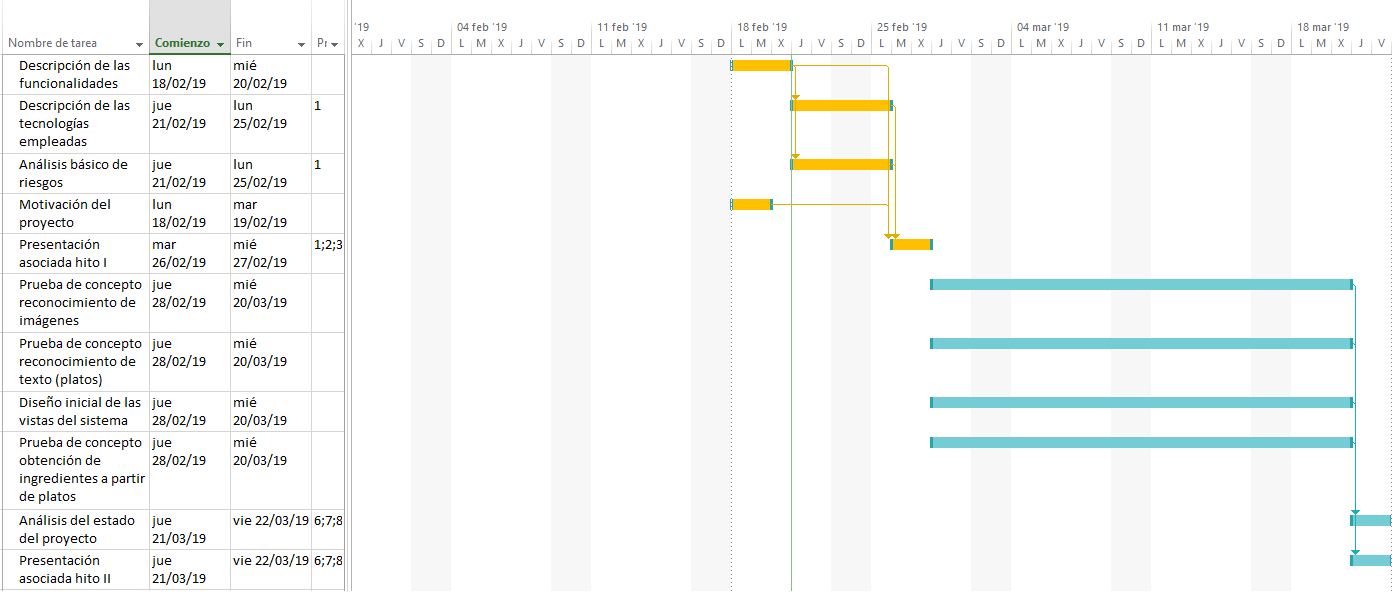 '19 04 feb '19 11 feb '19 18 feb '19 25 feb '19 04 mar '19 11 mar '19 18 mar '19
Nombre de tarea Comienzo Fin Pr
X J V S D L M X J V S D L M X J V S D L M X J V S D L M X J V S D L M X J V S D L M X J V S D L M X J V
Descripción de las funcionalidades
lun 18/02/19
mié 20/02/19
Descripción de las tecnologías empleadas
jue 21/02/19
lun 25/02/19
1
Análisis básico de riesgos
jue 21/02/19
lun 25/02/19
1
Motivación del proyecto
lun 18/02/19
mar 19/02/19
Presentación asociada hito I
mar 26/02/19
mié 27/02/19
1;2;3
Prueba de concepto reconocimiento de imágenes
jue 28/02/19
mié 20/03/19
Prueba de concepto reconocimiento de texto (platos)
jue 28/02/19
mié 20/03/19
Diseño inicial de las vistas del sistema
jue 28/02/19
mié 20/03/19
Prueba de concepto obtención de ingredientes a partir de platos
jue 28/02/19
mié 20/03/19
Análisis del estado del proyecto
jue 21/03/19
vie 22/03/19
6;7;8
Presentación asociada hito II
jue 21/03/19
vie 22/03/19
6;7;8